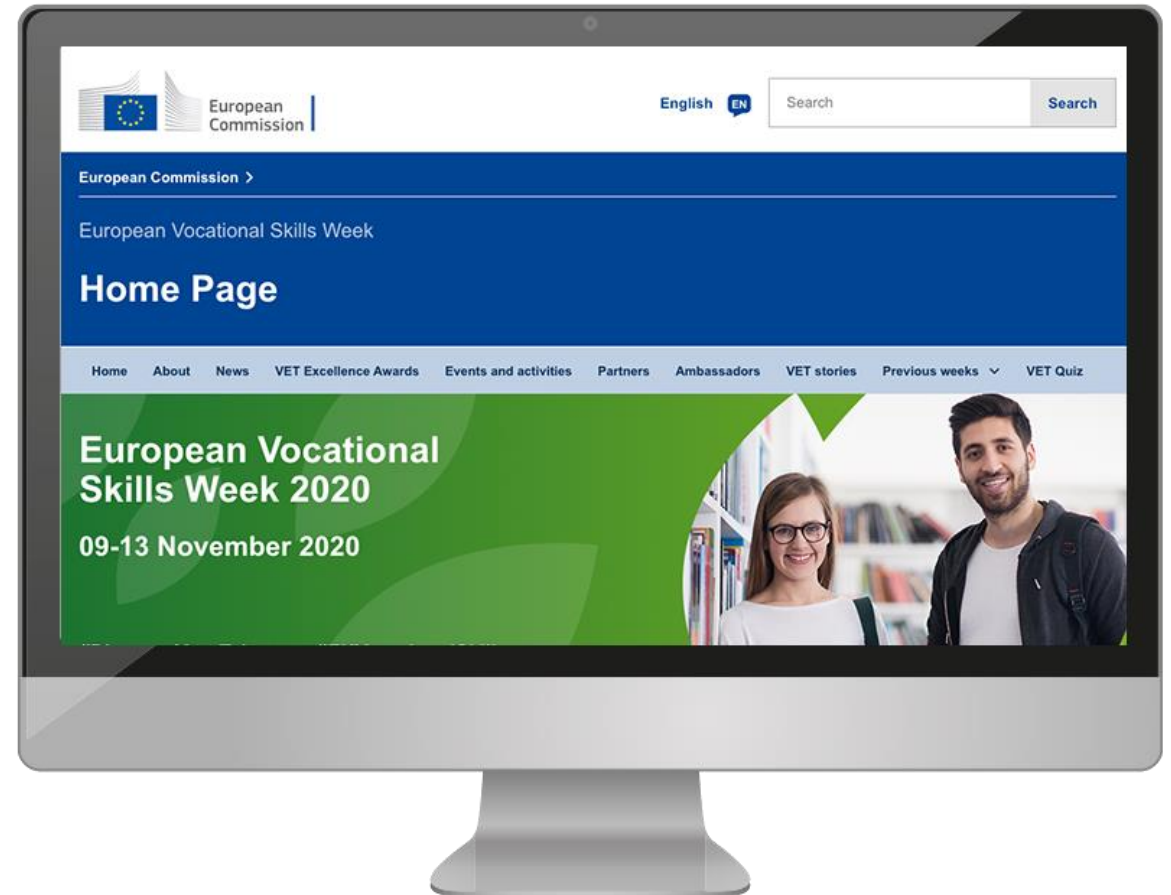 European
Commission
English EN
Search
Search
European Commission >
European Vocational Skills Week
Home Page
Home About News VET Excellence Awards Events and activities Partners Ambassadors VET stories Previous weeks VET Quiz
European Vocational
Skills Week 2020
09-13 November 2020